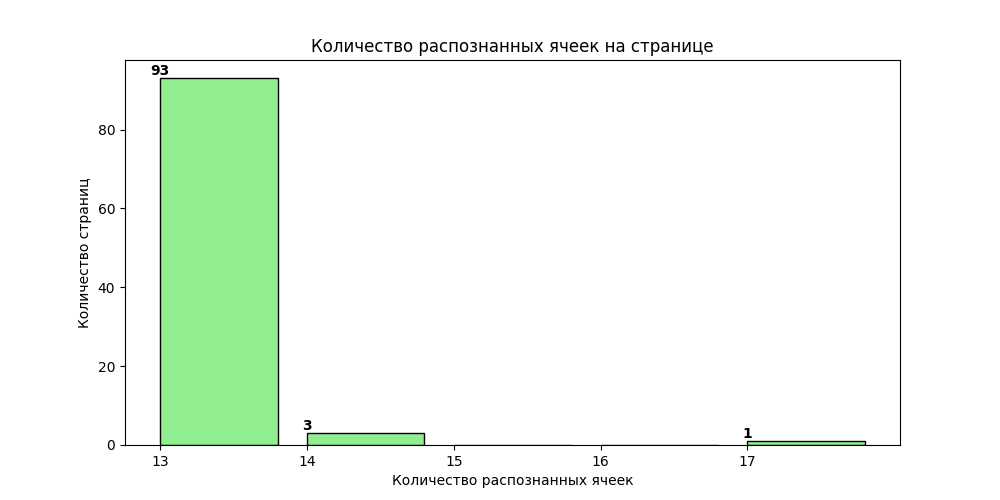 Количество распознанных ячеек на странице
93
80
60
40
20
0
3
1
13 14 15 16 17
Количество страниц
Количество распознанных ячеек